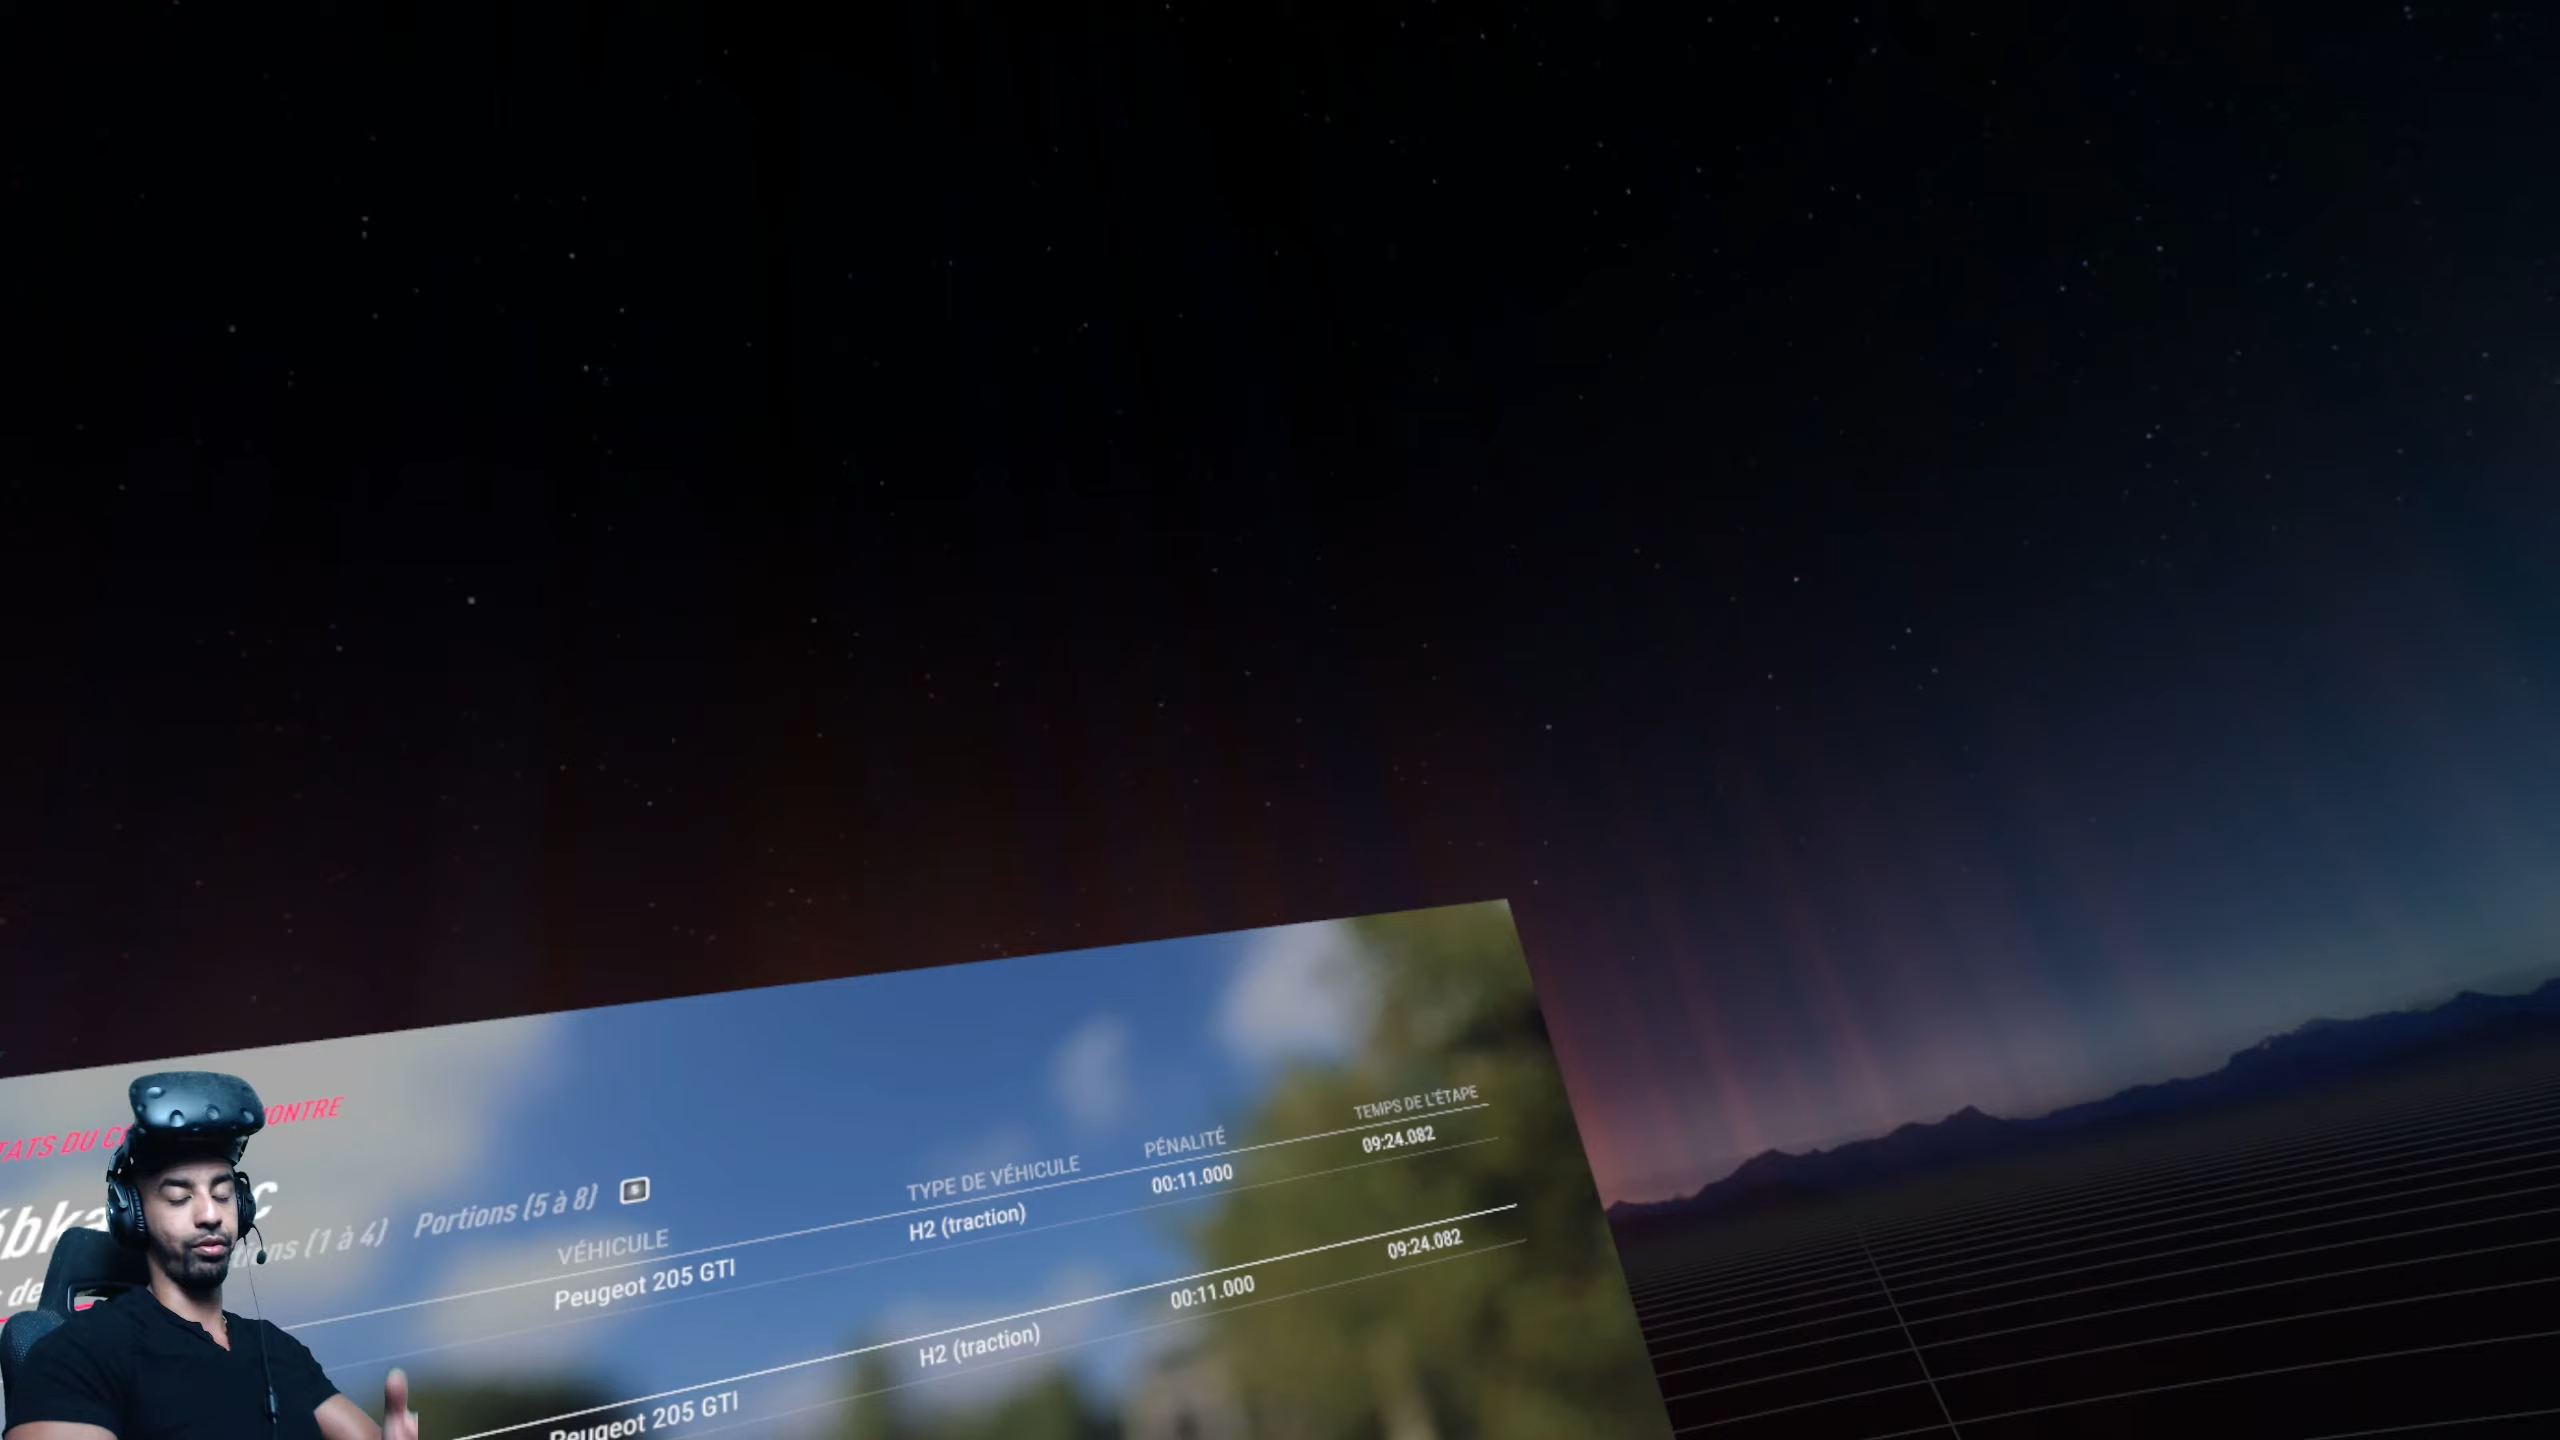 MONTRE
Portions (5 à 8)
VÉHICULE TYPE DE VÉHICULE PÉNALITÉ TEMPS DE L'ÉTAPE
Peugeot 205 GTI H2 (traction) 00:11.000 09:24.082
Peugeot 205 GTI H2 (traction) 00:11.000 09:24.082